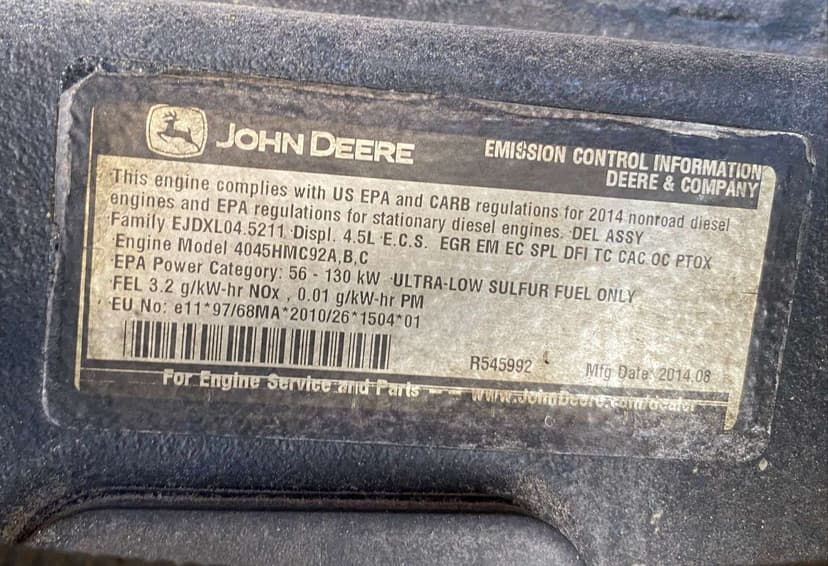 JOHN DEERE
EMISSION CONTROL INFORMATION
DEERE & COMPANY
This engine complies with US EPA and CARB regulations for 2014 nonroad diesel
engines and EPA regulations for stationary diesel engines. DEL ASSY
Family EJDXL04.5211 Displ. 4.5L E.C.S. EGR EM EC SPL DFI TC CAC OC PTOX
Engine Model 4045HMC92A,B,C
EPA Power Category: 56 - 130 kW ULTRA-LOW SULFUR FUEL ONLY
FEL 3.2 g/kW-hr NOx , 0.01 g/kW-hr PM
EU No: e11*97/68MA*2010/26*1504*01
R545992 Mfg Date: 2014.08
For Engine Service and Parts -- www.JohnDeere.com/dealer